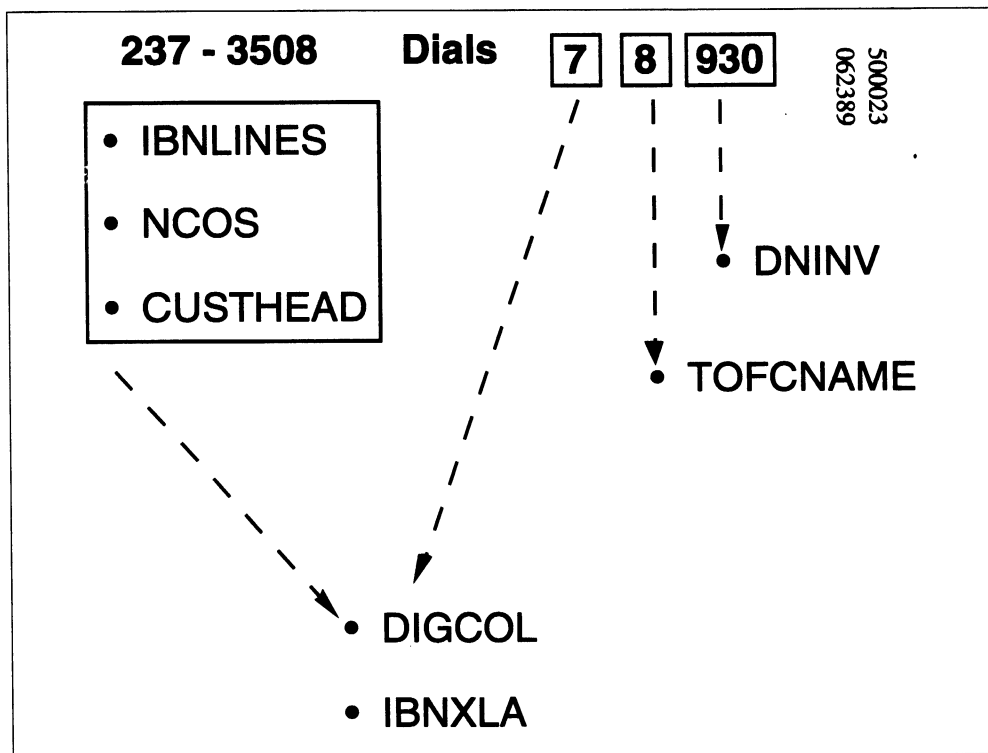 237 - 3508 Dials 7 8 930
500023
062389
• IBNLINES
• NCOS
• CUSTHEAD
• DNINV
• TOFCNAME
• DIGCOL
• IBNXLA